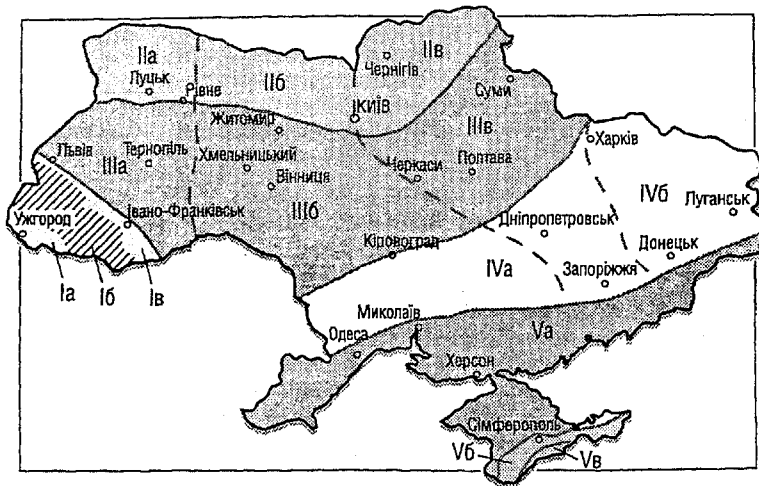 IIа
IIб
IIв
Чернігів
Луцьк
Рівне
КИЇВ
Суми
Житомир
IIIв
Харків
Львів
IIIа
Тернопіль
Хмельницький
Черкаси
Полтава
Вінниця
IVб
Луганськ
Ужгород
Івано-Франківськ
IIIб
Дніпропетровськ
Кіровоград
Донецьк
IVа
Запоріжжя
Iа
Iб
Iв
Миколаїв
Одеса
Vа
Херсон
Сімферополь
Vб
Vв